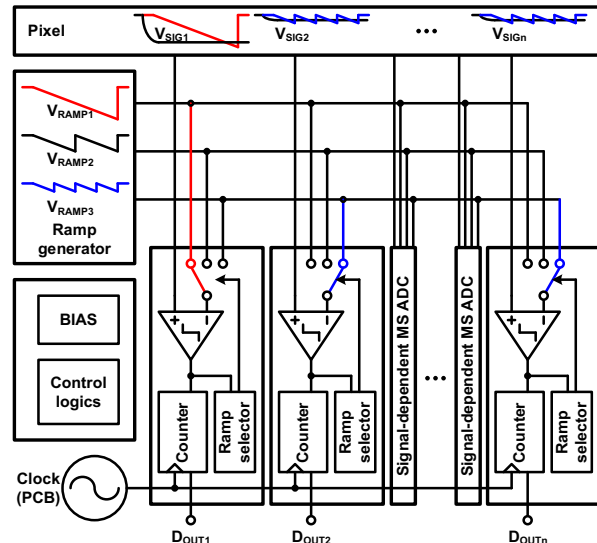 Pixel
VSIG1
VSIG2
...
VSIGn
VRAMP1
VRAMP2
VRAMP3
Ramp
generator
BIAS
Control
logics
Clock
(PCB)
+ −
Counter
Ramp
selector
+ −
Counter
Ramp
selector
Signal-dependent MS ADC
...
Signal-dependent MS ADC
+ −
Counter
Ramp
selector
DOUT1
DOUT2
DOUTn